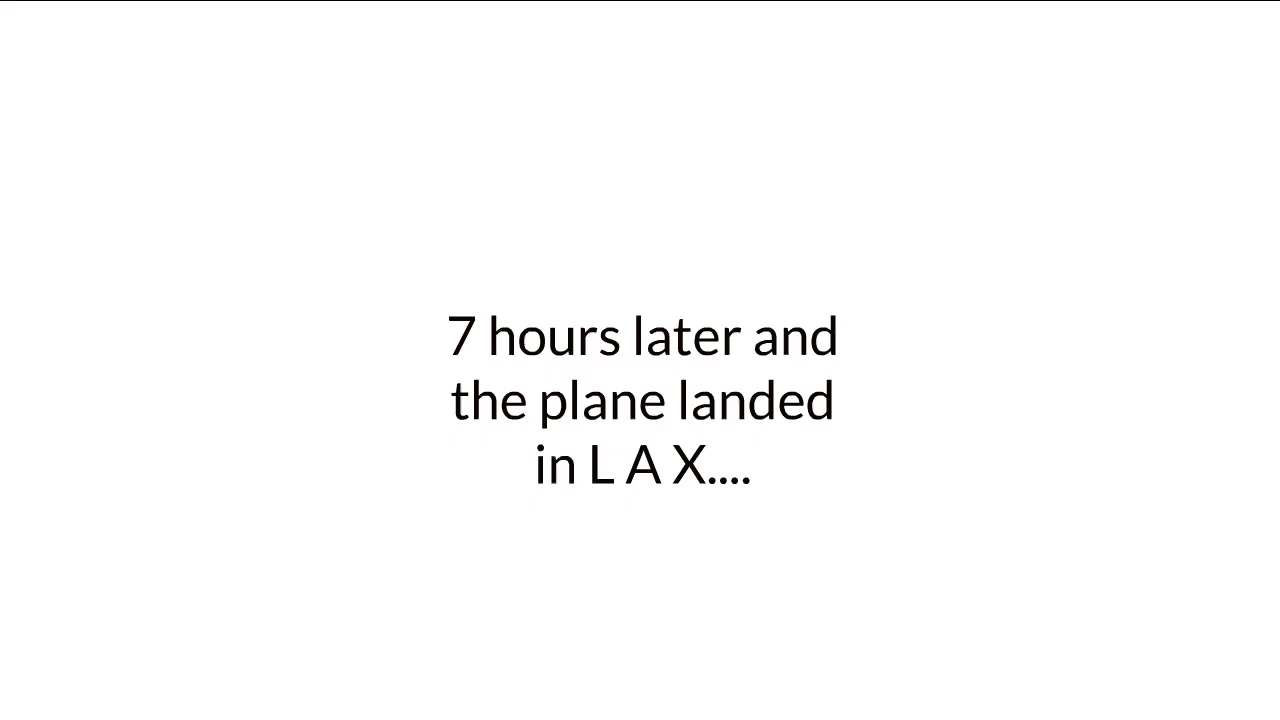 7 hours later and
the plane landed
in L A X....